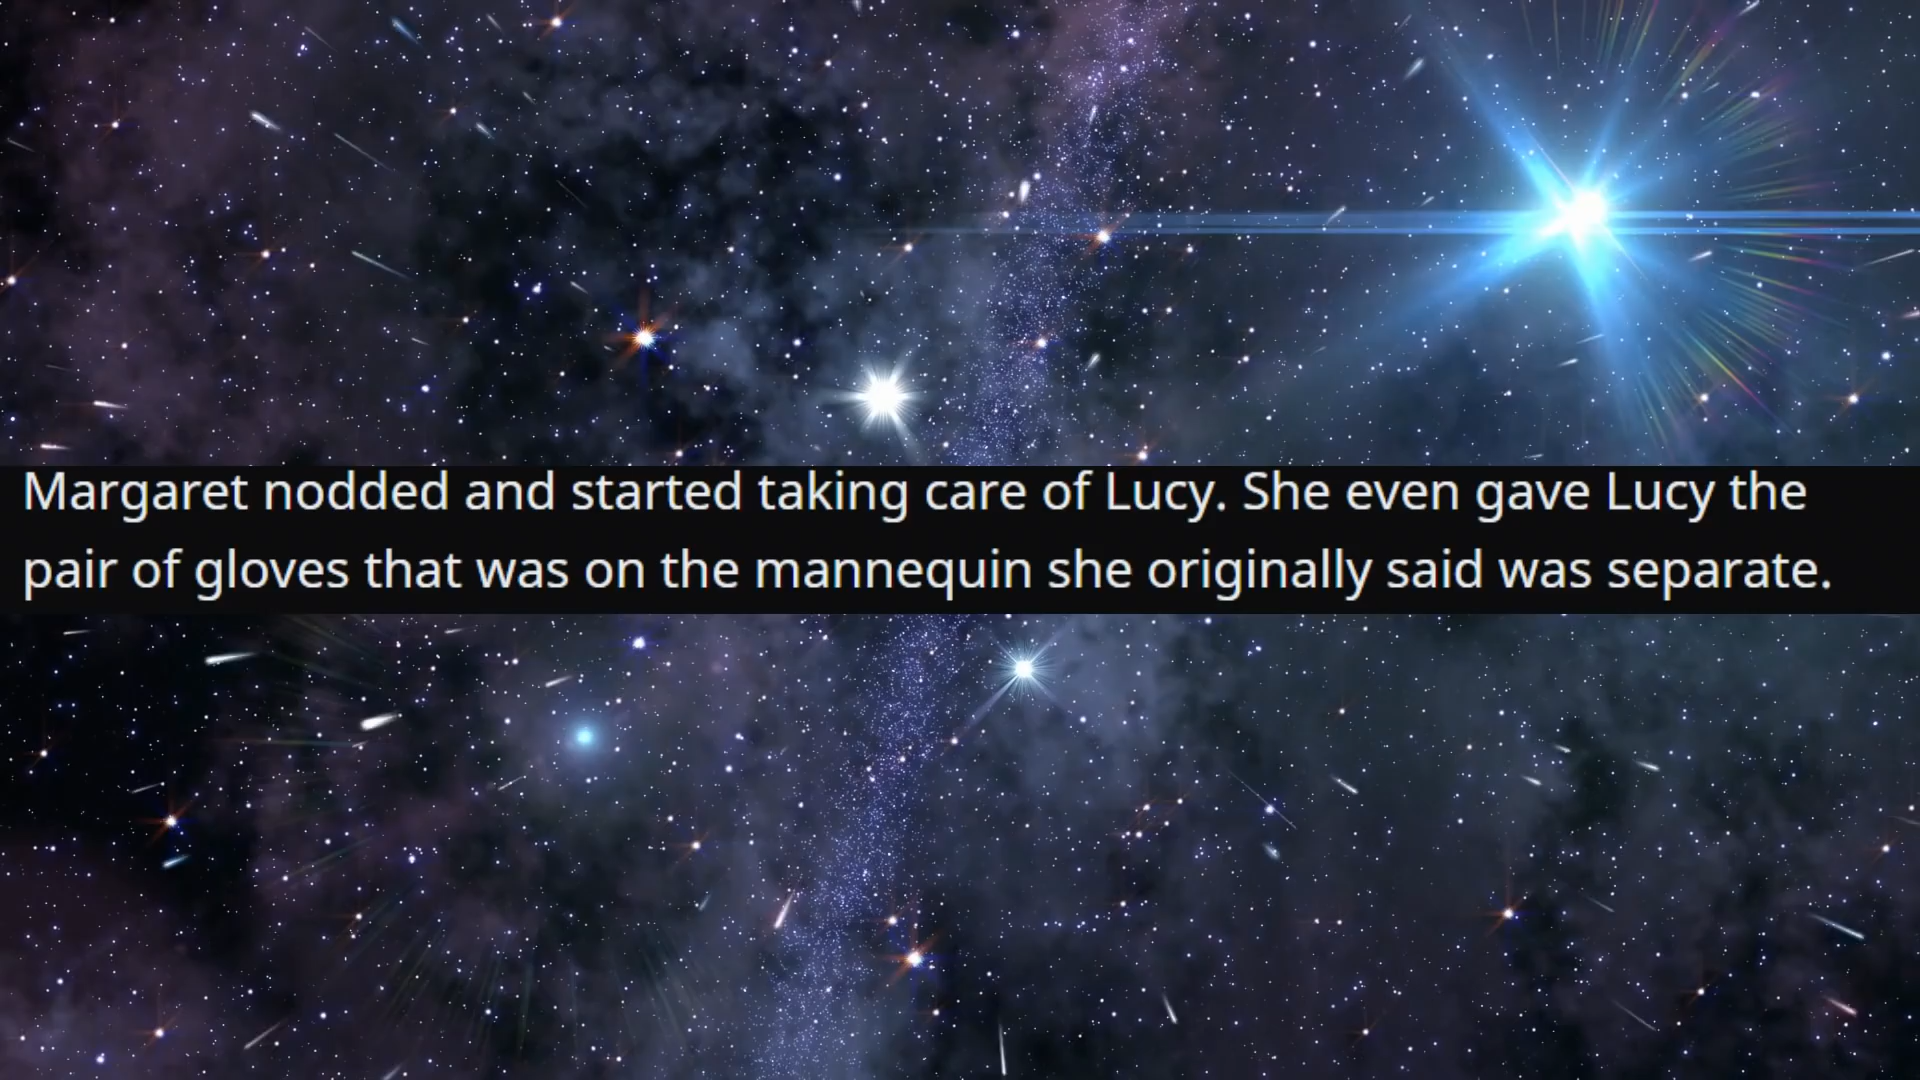 Margaret nodded and started taking care of Lucy. She even gave Lucy the
pair of gloves that was on the mannequin she originally said was separate.